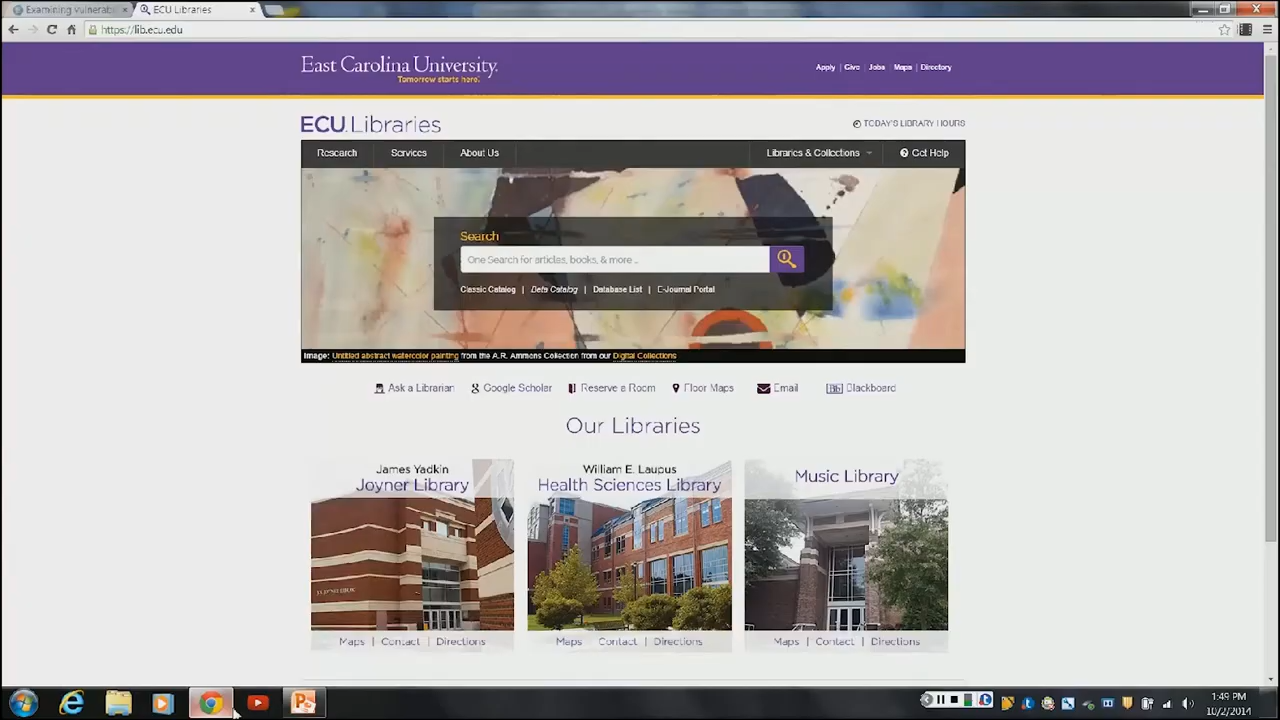 Examining vulnerab
ECU Libraries
https://lib.ecu.edu
East Carolina University.
Tomorrow starts here.
Apply | Give | Jobs | Maps | Directory
ECU Libraries
TODAY'S LIBRARY HOURS
Research Services About Us Libraries & Collections Get Help
Search
One Search for articles, books, & more ...
Classic Catalog | Beta Catalog | Database List | E-Journal Portal
Image: Untitled abstract watercolor painting from the A.R. Ammons Collection from our Digital Collections
Ask a Librarian Google Scholar Reserve a Room Floor Maps Email Bb Blackboard
Our Libraries
James Yadkin
Joyner Library
William E. Laupus
Health Sciences Library
Music Library
Maps | Contact | Directions
Maps Contact | Directions
Maps | Contact | Directions
1:49 PM
10/2/2014